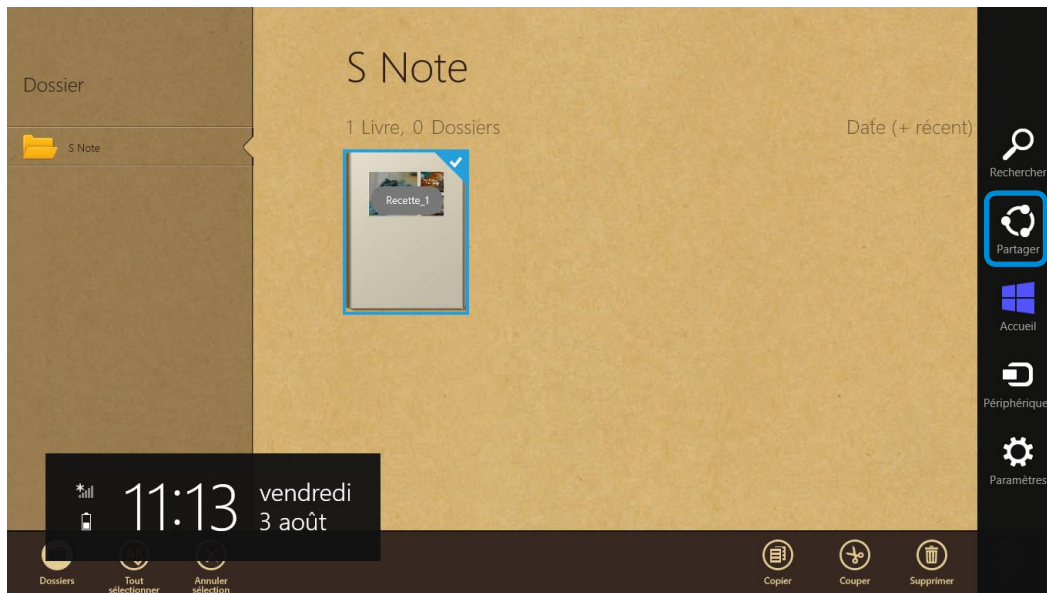 Dossier
S Note
S Note
1 Livre, 0 Dossiers
Date (+ récent)
Recette_1
Rechercher
Partager
Accueil
Périphérique
Paramètres
11:13
vendredi
3 août
Dossiers
Tout
sélectionner
Annuler
sélection
Copier
Couper
Supprimer